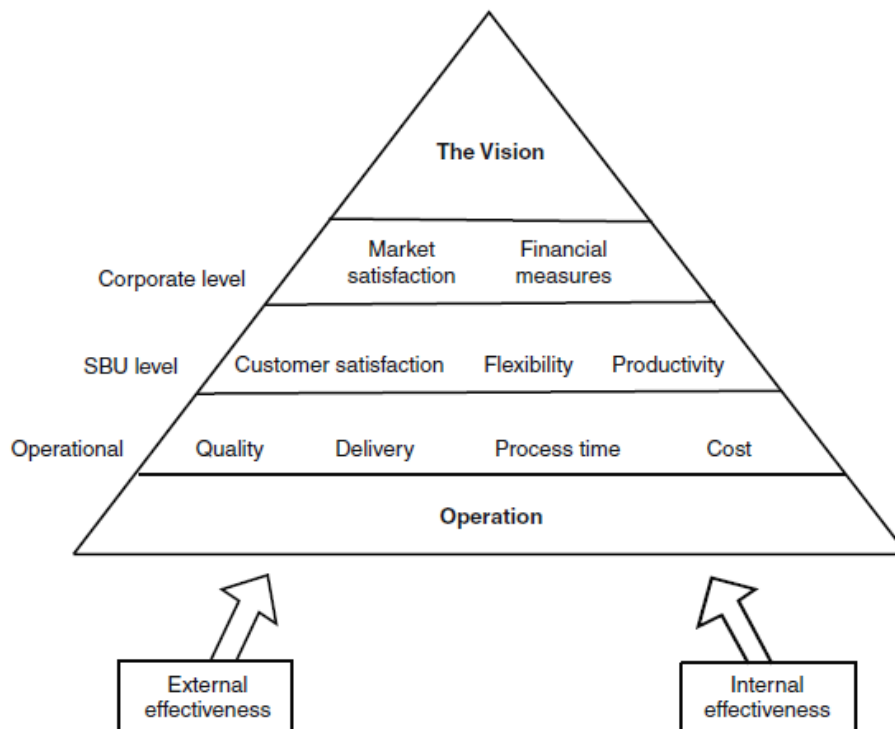 The Vision
Market Financial
satisfaction measures
Corporate level
SBU level Customer satisfaction Flexibility Productivity
Operational Quality Delivery Process time Cost
Operation
External Internal
effectiveness effectiveness